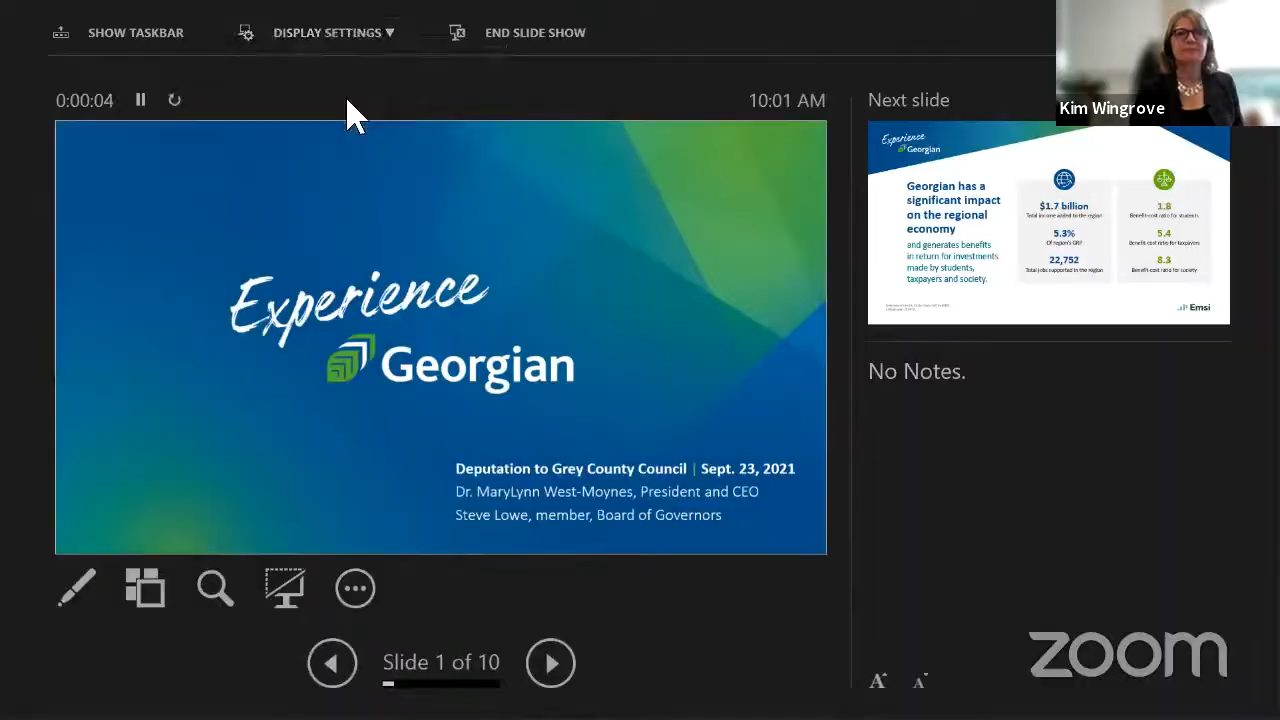 SHOW TASKBAR
DISPLAY SETTINGS ▼
END SLIDE SHOW
Kim Wingrove
0:00:04
10:01 AM
Next slide
Experience
Georgian
Deputation to Grey County Council | Sept. 23, 2021
Dr. MaryLynn West-Moynes, President and CEO
Steve Lowe, member, Board of Governors
Experience
Georgian
Georgian has a
significant impact
on the regional
economy
and generates benefits
in return for investments
made by students,
taxpayers and society.
$1.7 billion
Total income added to the region
5.3%
Of region's GRP
22,752
Total jobs supported in the region
1.8
Benefit-cost ratio for students
5.4
Benefit-cost ratio for taxpayers
8.3
Benefit-cost ratio for society
Emsi
No Notes.
Slide 1 of 10
A A
zoom